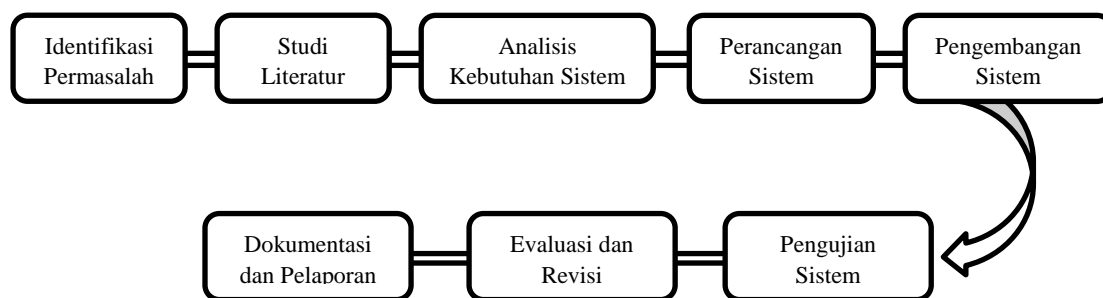 Identifikasi
Permasalah
Studi
Literatur
Analisis
Kebutuhan Sistem
Perancangan
Sistem
Pengembangan
Sistem
Dokumentasi
dan Pelaporan
Evaluasi dan
Revisi
Pengujian
Sistem